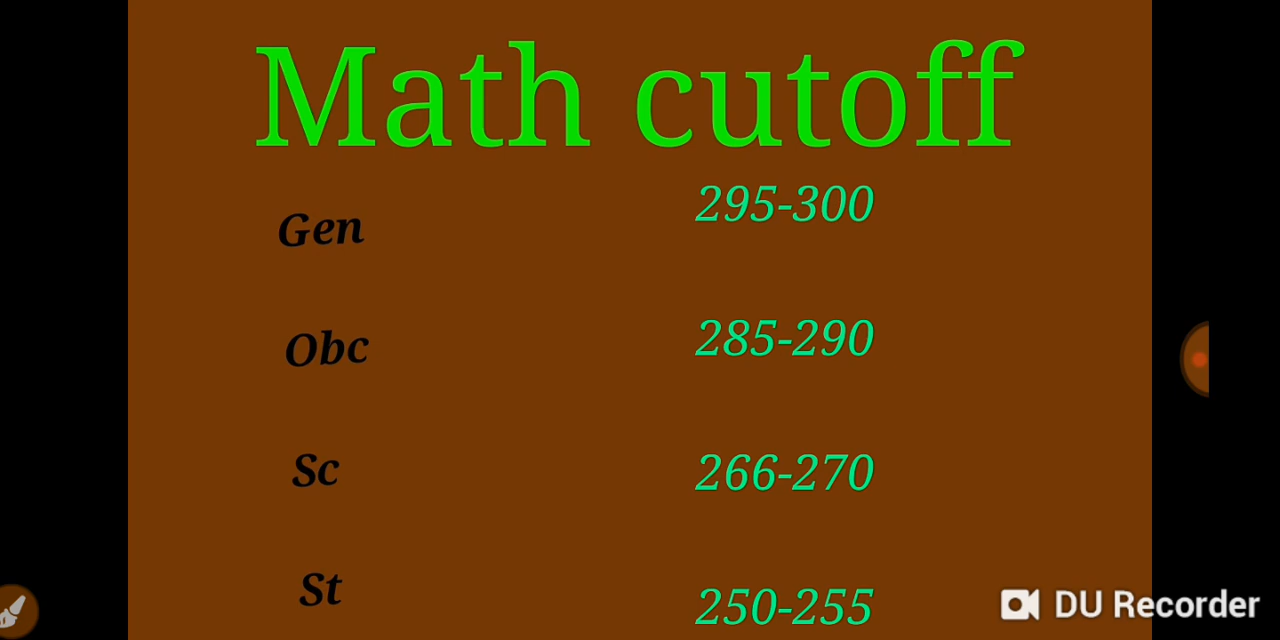 Math cutoff
Gen 295-300
Obc 285-290
Sc 266-270
St 250-255
DU Recorder